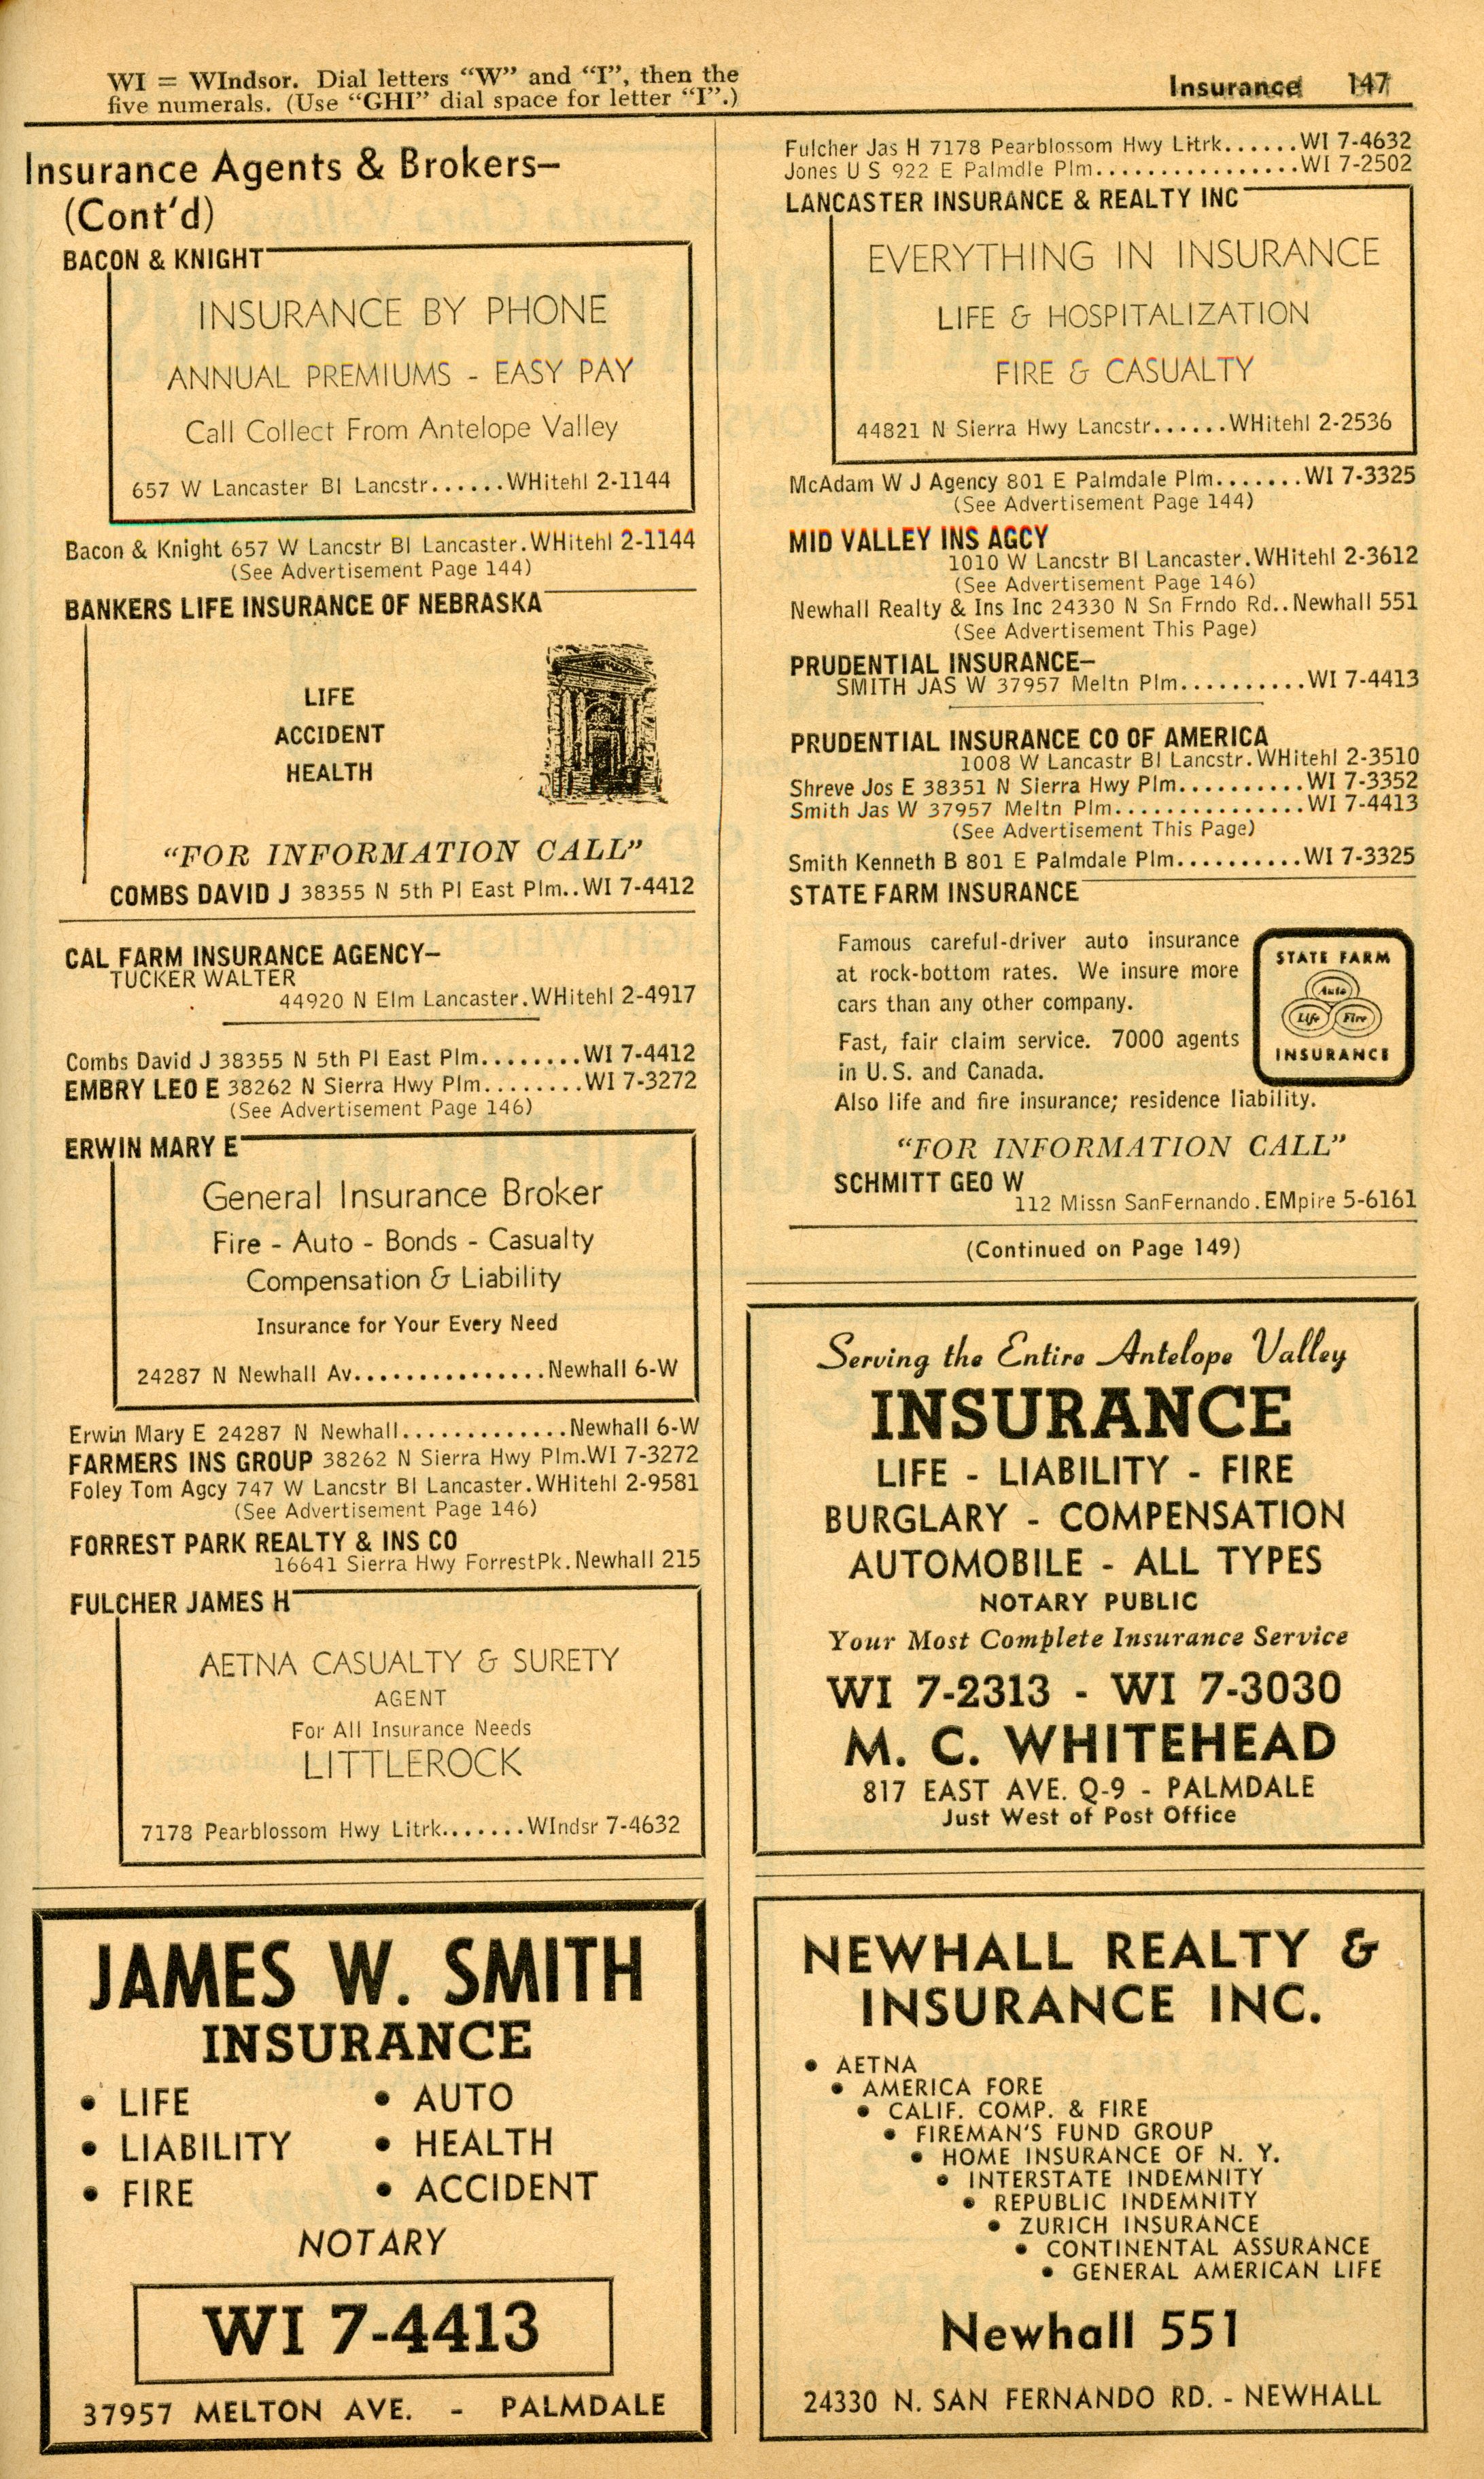 WI = WIndsor. Dial letters “W” and “I”, then the
five numerals. (Use “GHI” dial space for letter “I”.)
Insurance 147
Insurance Agents & Brokers—
(Cont'd)
BACON & KNIGHT
INSURANCE BY PHONE
ANNUAL PREMIUMS - EASY PAY
Call Collect From Antelope Valley
657 W Lancaster Bl Lancstr......WHitehl 2-1144
Bacon & Knight 657 W Lancstr Bl Lancaster.WHitehl 2-1144
(See Advertisement Page 144)
BANKERS LIFE INSURANCE OF NEBRASKA
LIFE
ACCIDENT
HEALTH
“FOR INFORMATION CALL”
COMBS DAVID J 38355 N 5th Pl East Plm..WI 7-4412
CAL FARM INSURANCE AGENCY—
TUCKER WALTER
44920 N Elm Lancaster.WHitehl 2-4917
Combs David J 38355 N 5th Pl East Plm........WI 7-4412
EMBRY LEO E 38262 N Sierra Hwy Plm........WI 7-3272
(See Advertisement Page 146)
ERWIN MARY E
General Insurance Broker
Fire - Auto - Bonds - Casualty
Compensation & Liability
Insurance for Your Every Need
24287 N Newhall Av...............Newhall 6-W
Erwin Mary E 24287 N Newhall.............Newhall 6-W
FARMERS INS GROUP 38262 N Sierra Hwy Plm.WI 7-3272
Foley Tom Agcy 747 W Lancstr Bl Lancaster.WHitehl 2-9581
(See Advertisement Page 146)
FORREST PARK REALTY & INS CO
16641 Sierra Hwy ForrestPk.Newhall 215
FULCHER JAMES H
AETNA CASUALTY & SURETY
AGENT
For All Insurance Needs
LITTLEROCK
7178 Pearblossom Hwy Litrk.......WIndsr 7-4632
JAMES W. SMITH
INSURANCE
• LIFE • AUTO
• LIABILITY • HEALTH
• FIRE • ACCIDENT
NOTARY
WI 7-4413
37957 MELTON AVE. - PALMDALE
Fulcher Jas H 7178 Pearblossom Hwy Litrk......WI 7-4632
Jones U S 922 E Palmdle Plm................WI 7-2502
LANCASTER INSURANCE & REALTY INC
EVERYTHING IN INSURANCE
LIFE & HOSPITALIZATION
FIRE & CASUALTY
44821 N Sierra Hwy Lancstr......WHitehl 2-2536
McAdam W J Agency 801 E Palmdale Plm.......WI 7-3325
(See Advertisement Page 144)
MID VALLEY INS AGCY
1010 W Lancstr Bl Lancaster.WHitehl 2-3612
(See Advertisement Page 146)
Newhall Realty & Ins Inc 24330 N Sn Frndo Rd..Newhall 551
(See Advertisement This Page)
PRUDENTIAL INSURANCE—
SMITH JAS W 37957 Meltn Plm..........WI 7-4413
PRUDENTIAL INSURANCE CO OF AMERICA
1008 W Lancastr Bl Lancstr.WHitehl 2-3510
Shreve Jos E 38351 N Sierra Hwy Plm..........WI 7-3352
Smith Jas W 37957 Meltn Plm...............WI 7-4413
(See Advertisement This Page)
Smith Kenneth B 801 E Palmdale Plm..........WI 7-3325
STATE FARM INSURANCE
Famous careful-driver auto insurance
at rock-bottom rates. We insure more
cars than any other company.
Fast, fair claim service. 7000 agents
in U.S. and Canada.
Also life and fire insurance; residence liability.
STATE FARM
Auto
Life Fire
INSURANCE
“FOR INFORMATION CALL”
SCHMITT GEO W
112 Missn SanFernando.EMpire 5-6161
(Continued on Page 149)
Serving the Entire Antelope Valley
INSURANCE
LIFE - LIABILITY - FIRE
BURGLARY - COMPENSATION
AUTOMOBILE - ALL TYPES
NOTARY PUBLIC
Your Most Complete Insurance Service
WI 7-2313 - WI 7-3030
M. C. WHITEHEAD
817 EAST AVE. Q-9 - PALMDALE
Just West of Post Office
NEWHALL REALTY &
INSURANCE INC.
• AETNA
• AMERICA FORE
• CALIF. COMP. & FIRE
• FIREMAN'S FUND GROUP
• HOME INSURANCE OF N. Y.
• INTERSTATE INDEMNITY
• REPUBLIC INDEMNITY
• ZURICH INSURANCE
• CONTINENTAL ASSURANCE
• GENERAL AMERICAN LIFE
Newhall 551
24330 N. SAN FERNANDO RD. - NEWHALL